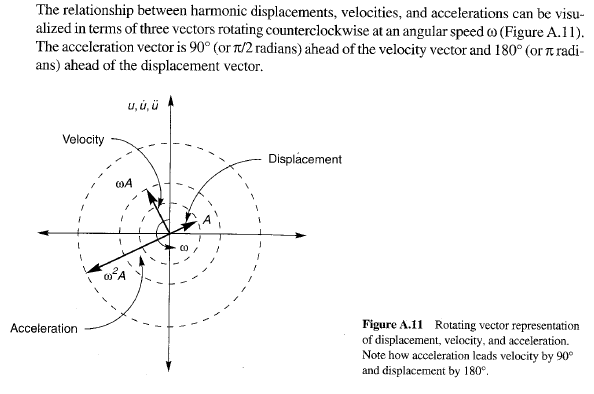 The relationship between harmonic displacements, velocities, and accelerations can be visu-
alized in terms of three vectors rotating counterclockwise at an angular speed ω (Figure A.11).
The acceleration vector is 90° (or π/2 radians) ahead of the velocity vector and 180° (or π radi-
ans) ahead of the displacement vector.
u, u̇, ü
Velocity
Displacement
ωA
A
ω
ω²A
Acceleration
Figure A.11 Rotating vector representation
of displacement, velocity, and acceleration.
Note how acceleration leads velocity by 90°
and displacement by 180°.